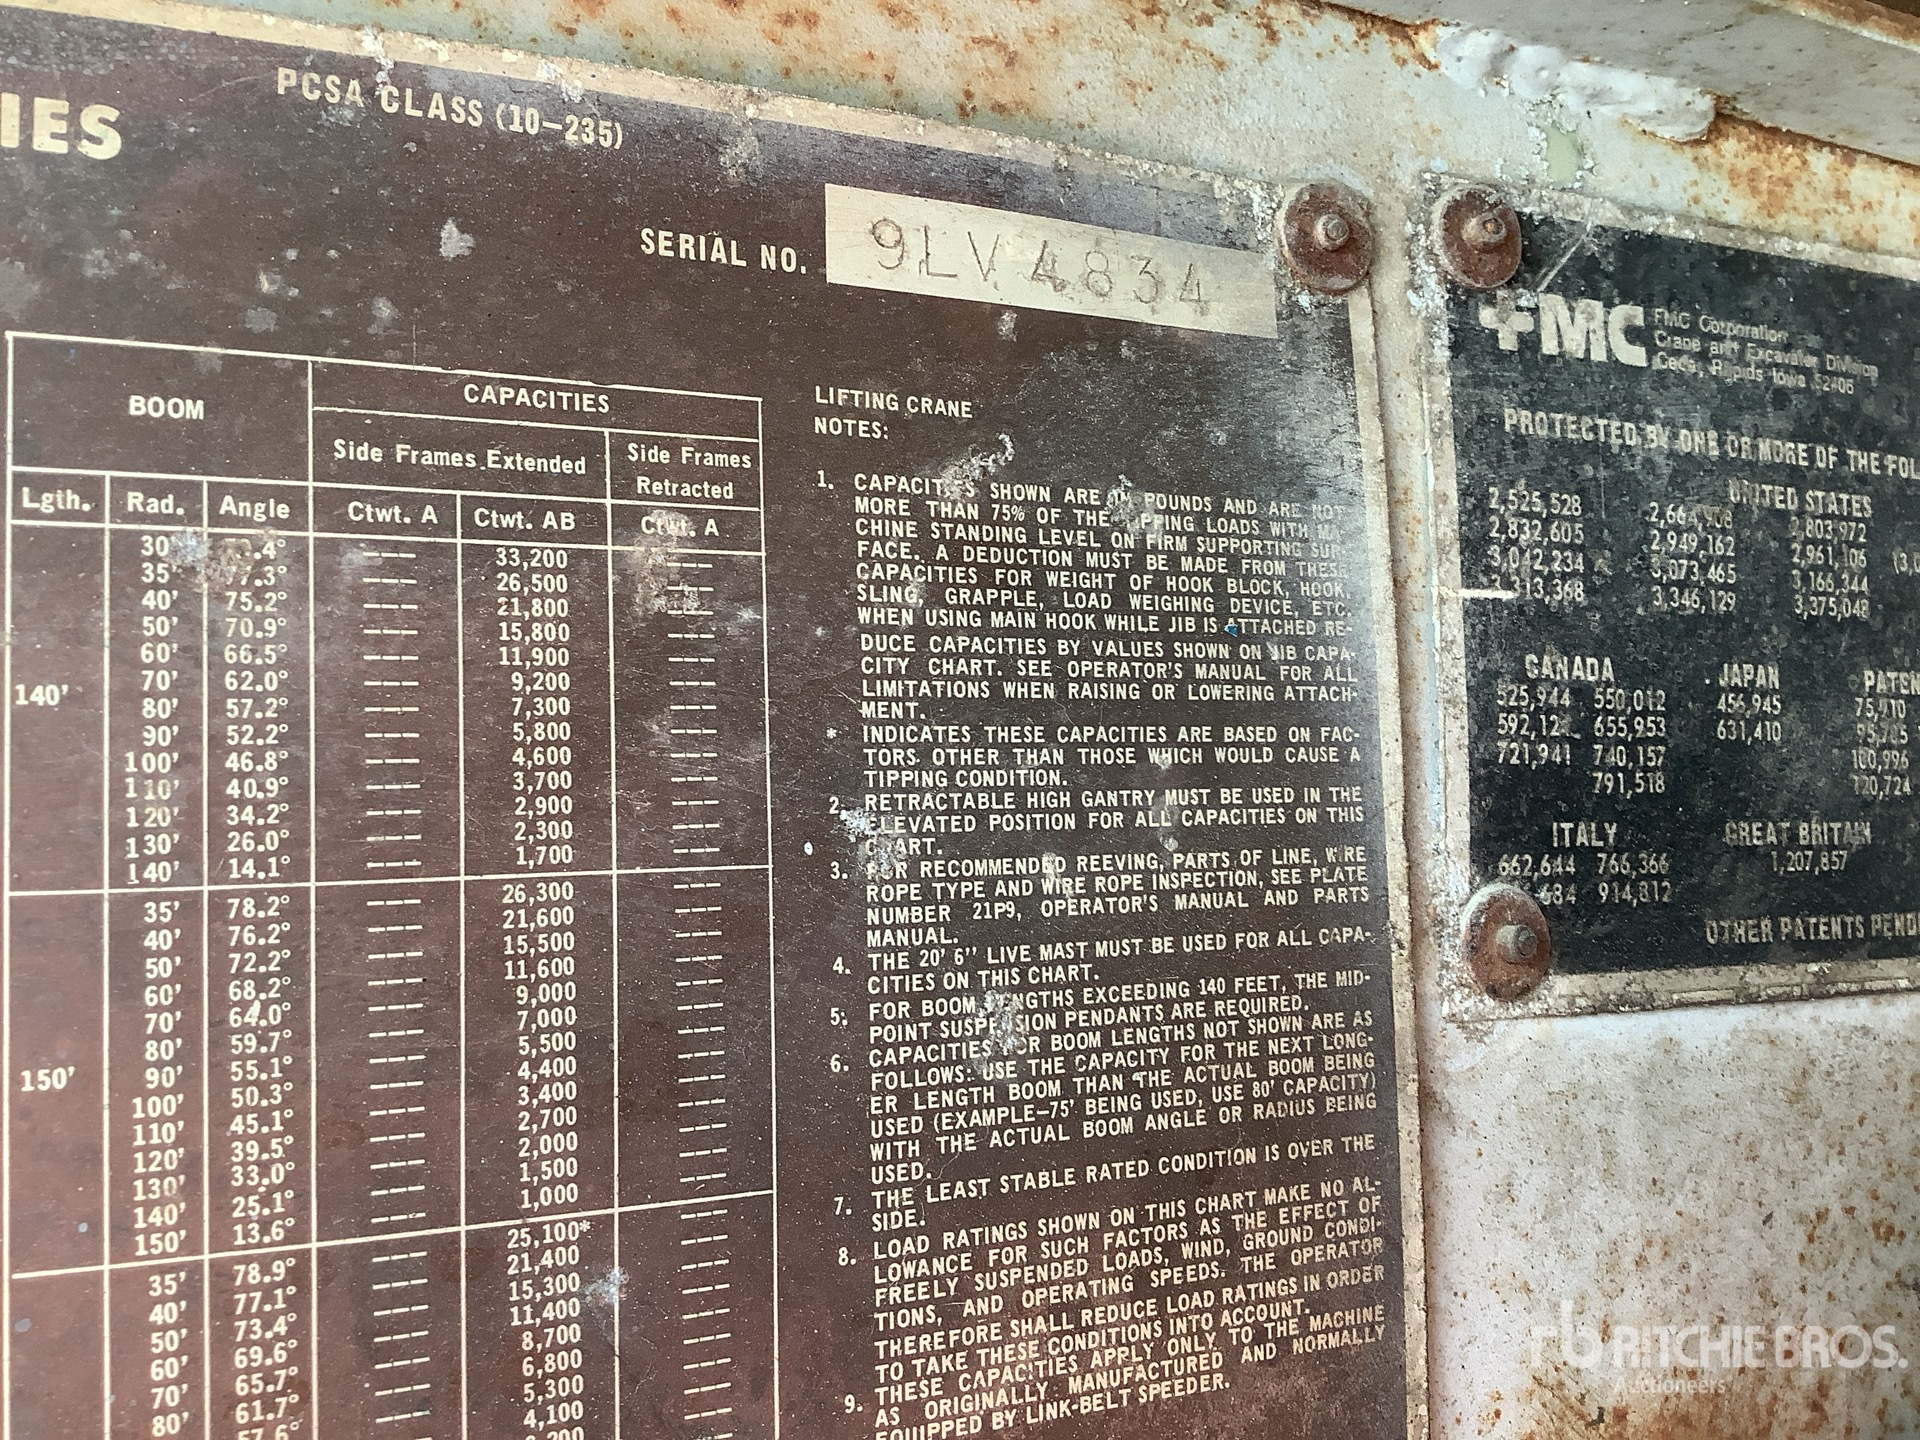 IES
PCSA CLASS (10-235)
SERIAL NO. 9LV4834
BOOM CAPACITIES
Side Frames Extended Side Frames Retracted
Lgth. Rad. Angle Ctwt. A Ctwt. AB Ctwt. A
140'
30' --- 33,200 ---
35' --- 26,500 ---
40' 75.2° --- 21,800 ---
50' 70.9° --- 15,800 ---
60' 66.5° --- 11,900 ---
70' 62.0° --- 9,200 ---
80' 57.2° --- 7,300 ---
90' 52.2° --- 5,800 ---
100' 46.8° --- 4,600 ---
110' 40.9° --- 3,700 ---
120' 34.2° --- 2,900 ---
130' 26.0° --- 2,300 ---
140' 14.1° --- 1,700 ---
150'
35' 78.2° --- 26,300 ---
40' 76.2° --- 21,600 ---
50' 72.2° --- 15,500 ---
60' 68.2° --- 11,600 ---
70' 64.0° --- 9,000 ---
80' 59.7° --- 7,000 ---
90' 55.1° --- 5,500 ---
100' 50.3° --- 4,400 ---
110' 45.1° --- 3,400 ---
120' 39.5° --- 2,700 ---
130' 33.0° --- 2,000 ---
140' 25.1° --- 1,500 ---
150' 13.6° --- 1,000 ---
35' 78.9° --- 25,100* ---
40' 77.1° --- 21,400 ---
50' 73.4° --- 15,300 ---
60' 69.6° --- 11,400 ---
70' 65.7° --- 8,700 ---
80' 61.7° --- 6,800 ---
57.6° --- 5,300 ---
4,100
LIFTING CRANE
NOTES:
1. CAPACITIES SHOWN ARE IN POUNDS AND ARE NOT
MORE THAN 75% OF THE TIPPING LOADS WITH MA-
CHINE STANDING LEVEL ON FIRM SUPPORTING SUR-
FACE. A DEDUCTION MUST BE MADE FROM THESE
CAPACITIES FOR WEIGHT OF HOOK BLOCK, HOOK,
SLING, GRAPPLE, LOAD WEIGHING DEVICE, ETC.
WHEN USING MAIN HOOK WHILE JIB IS ATTACHED RE-
DUCE CAPACITIES BY VALUES SHOWN ON JIB CAPA-
CITY CHART. SEE OPERATOR'S MANUAL FOR ALL
LIMITATIONS WHEN RAISING OR LOWERING ATTACH-
MENT.
* INDICATES THESE CAPACITIES ARE BASED ON FAC-
TORS OTHER THAN THOSE WHICH WOULD CAUSE A
TIPPING CONDITION.
2. RETRACTABLE HIGH GANTRY MUST BE USED IN THE
ELEVATED POSITION FOR ALL CAPACITIES ON THIS
CHART.
3. FOR RECOMMENDED REEVING, PARTS OF LINE, WIRE
ROPE TYPE AND WIRE ROPE INSPECTION, SEE PLATE
NUMBER 21P9, OPERATOR'S MANUAL AND PARTS
MANUAL.
4. THE 20' 6" LIVE MAST MUST BE USED FOR ALL CAPA-
CITIES ON THIS CHART.
5. FOR BOOM LENGTHS EXCEEDING 140 FEET, THE MID-
POINT SUSPENSION PENDANTS ARE REQUIRED.
6. CAPACITIES FOR BOOM LENGTHS NOT SHOWN ARE AS
FOLLOWS: USE THE CAPACITY FOR THE NEXT LONG-
ER LENGTH BOOM THAN THE ACTUAL BOOM BEING
USED (EXAMPLE-75' BEING USED, USE 80' CAPACITY)
WITH THE ACTUAL BOOM ANGLE OR RADIUS BEING
USED.
7. THE LEAST STABLE RATED CONDITION IS OVER THE
SIDE.
8. LOAD RATINGS SHOWN ON THIS CHART MAKE NO AL-
LOWANCE FOR SUCH FACTORS AS THE EFFECT OF
FREELY SUSPENDED LOADS, WIND, GROUND CONDI-
TIONS, AND OPERATING SPEEDS. THE OPERATOR
THEREFORE SHALL REDUCE LOAD RATINGS IN ORDER
TO TAKE THESE CONDITIONS INTO ACCOUNT.
9. THESE CAPACITIES APPLY ONLY TO THE MACHINE
AS ORIGINALLY MANUFACTURED AND NORMALLY
EQUIPPED BY LINK-BELT SPEEDER.
FMC FMC Corporation
Crane and Excavator Division
Cedar Rapids Iowa 52406
PROTECTED BY ONE OR MORE OF THE FOL
UNITED STATES
2,525,528 2,664,908 2,803,972
2,832,605 2,949,162 2,961,106 (3,0
3,042,234 3,073,465 3,166,344
3,313,368 3,346,129 3,375,048
CANADA JAPAN PATEN
525,944 550,012 456,945 75,910
655,953 631,410
721,941 740,157 100,996
791,518 120,724
ITALY GREAT BRITAIN
662,644 766,366 1,207,857
684 914,812
OTHER PATENTS PENDI
rb RITCHIE BROS.
Auctioneers